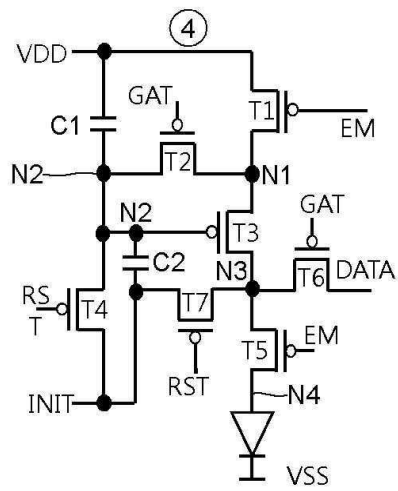 ④
VDD
GAT
T1
C1
EM
T2
N2
N1
N2
T3
GAT
C2
N3
T6
DATA
RS
T
T4
T7
EM
T5
RST
INIT
N4
VSS